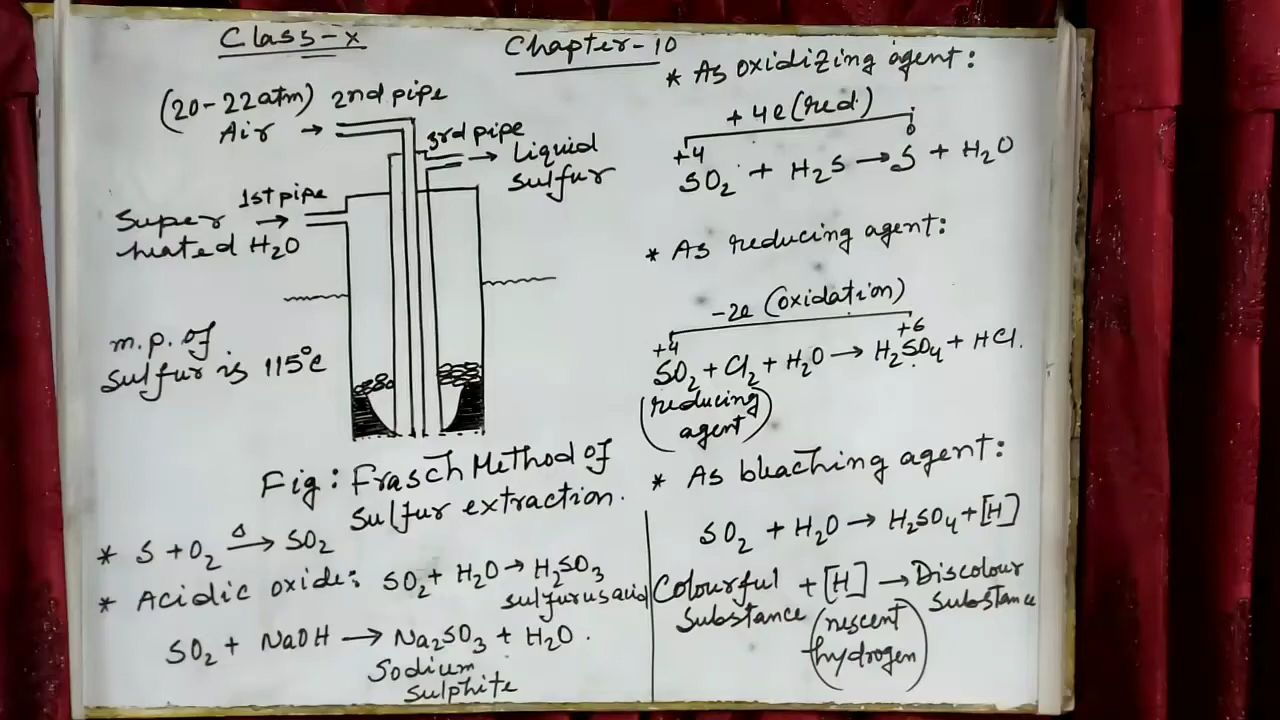 Class-X
Chapter-10
(20-22atm) 2nd pipe
Air →
3rd pipe
→ Liquid
sulfur
1st pipe
Super →
heated H₂O
m.p. of
sulfur is 115°C
Fig: Frasch Method of
sulfur extraction.
* S + O₂ →Δ SO₂
* Acidic oxide: SO₂ + H₂O → H₂SO₃
sulfurus acid
SO₂ + NaOH → Na₂SO₃ + H₂O.
Sodium
sulphite
* As oxidizing agent:
+4e (red.)
+4 0
SO₂ + H₂S → S + H₂O
* As reducing agent:
-2e (oxidation)
+4 +6
SO₂ + Cl₂ + H₂O → H₂SO₄ + HCl.
(reducing
agent)
* As bleaching agent:
SO₂ + H₂O → H₂SO₄ + [H]
Colourful + [H] → Discolour
Substance Substance
(nescent
hydrogen)